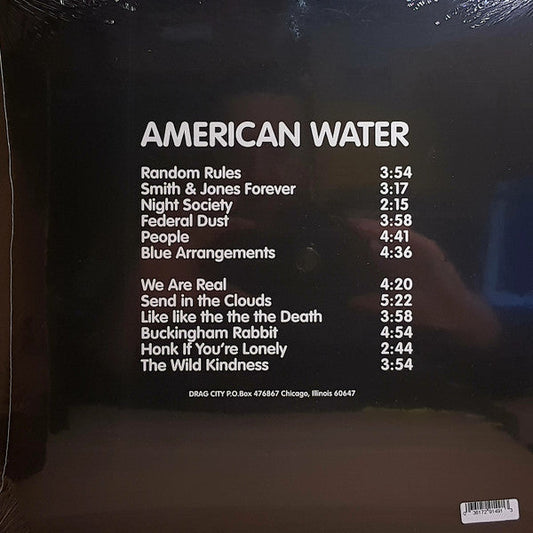 AMERICAN WATER
Random Rules 3:54
Smith & Jones Forever 3:17
Night Society 2:15
Federal Dust 3:58
People 4:41
Blue Arrangements 4:36
We Are Real 4:20
Send in the Clouds 5:22
Like like the the the Death 3:58
Buckingham Rabbit 4:54
Honk If You're Lonely 2:44
The Wild Kindness 3:54
DRAG CITY P.O.Box 476867 Chicago, Illinois 60647